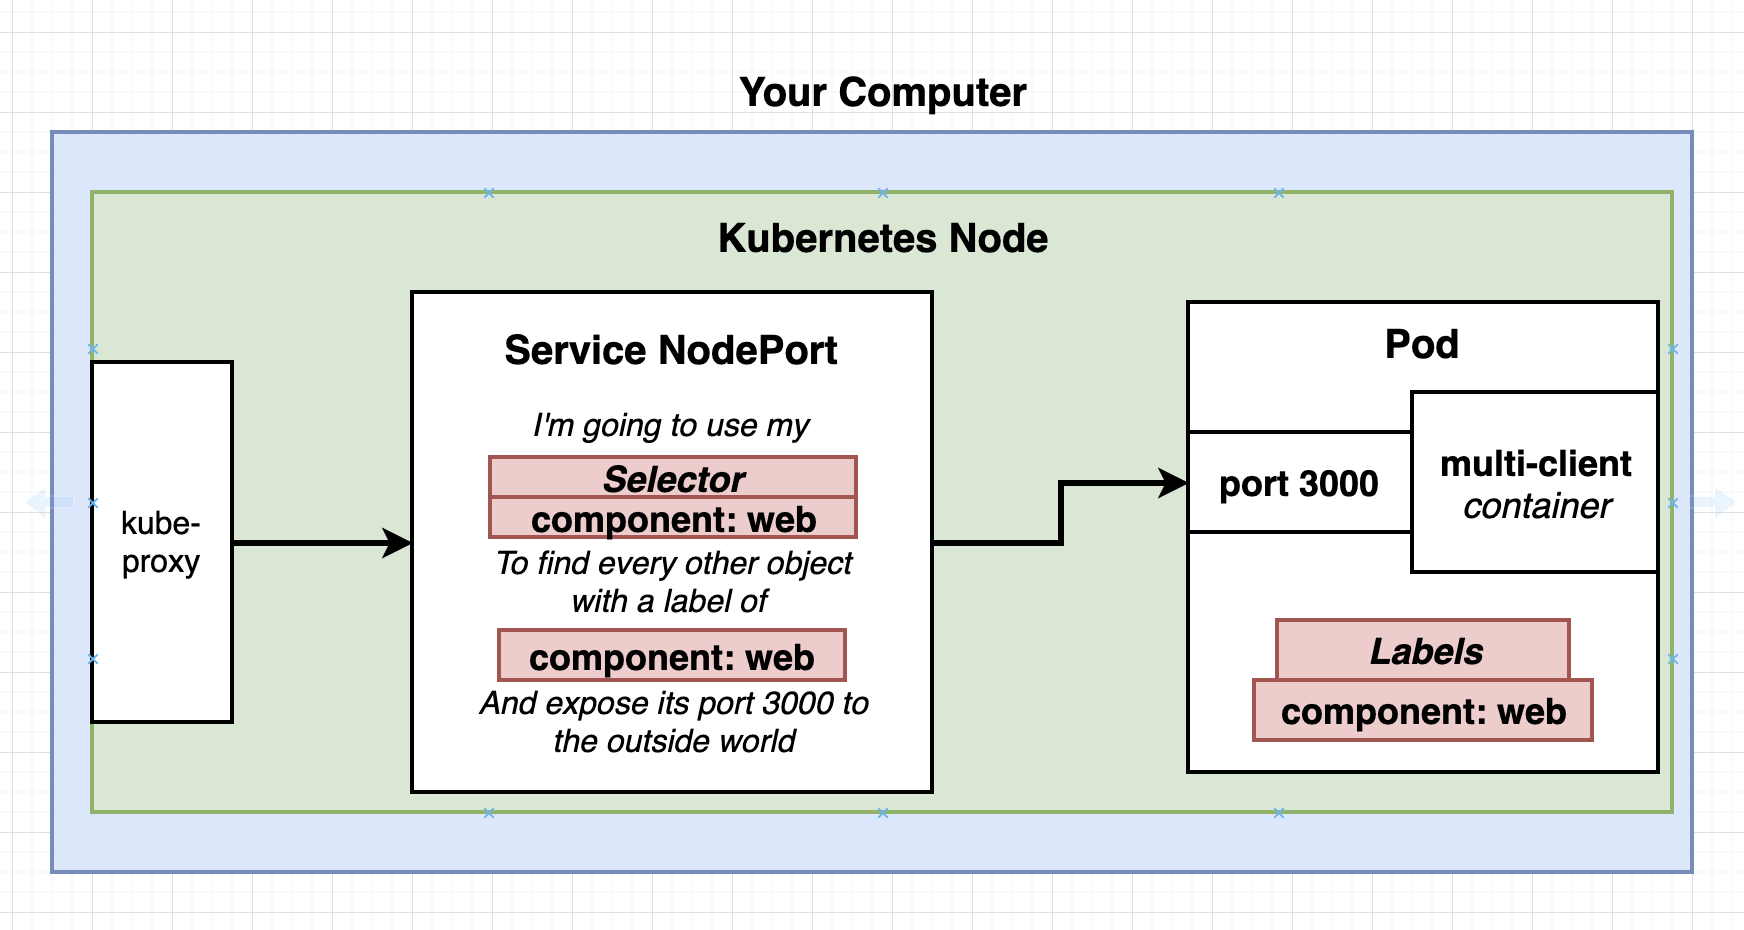 Your Computer
Kubernetes Node
kube-
proxy
Service NodePort
I'm going to use my
Selector
component: web
To find every other object
with a label of
component: web
And expose its port 3000 to
the outside world
Pod
port 3000
multi-client
container
Labels
component: web